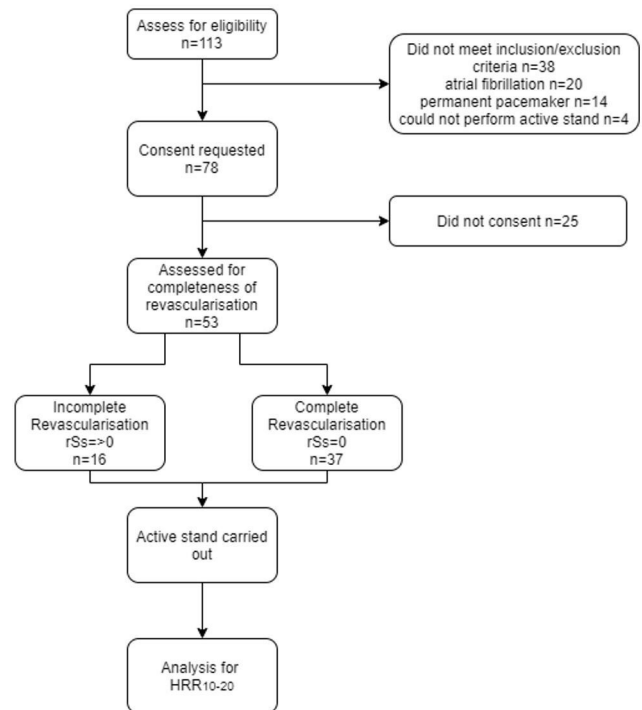 Assess for eligibility
n=113
Did not meet inclusion/exclusion
criteria n=38
atrial fibrillation n=20
permanent pacemaker n=14
could not perform active stand n=4
Consent requested
n=78
Did not consent n=25
Assessed for
completeness of
revascularisation
n=53
Incomplete
Revascularisation
rSs=>0
n=16
Complete
Revascularisation
rSs=0
n=37
Active stand carried
out
Analysis for
HRR10-20